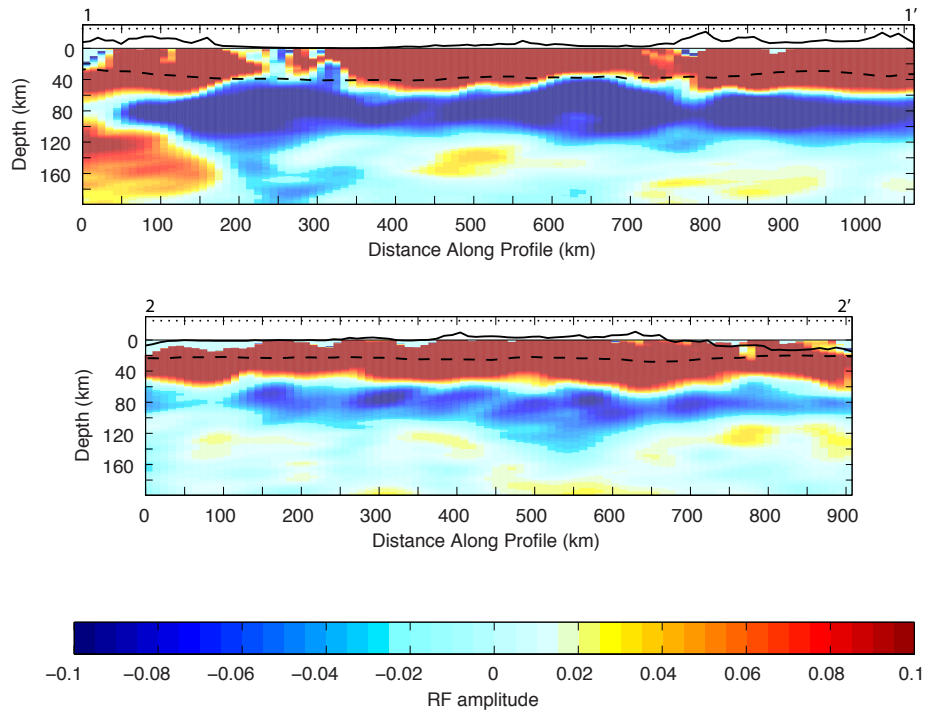 1 1′
0
40
80
120
160
Depth (km)
0 100 200 300 400 500 600 700 800 900 1000
Distance Along Profile (km)
2 2′
0
40
80
120
160
Depth (km)
0 100 200 300 400 500 600 700 800 900
Distance Along Profile (km)
−0.1 −0.08 −0.06 −0.04 −0.02 0 0.02 0.04 0.06 0.08 0.1
RF amplitude